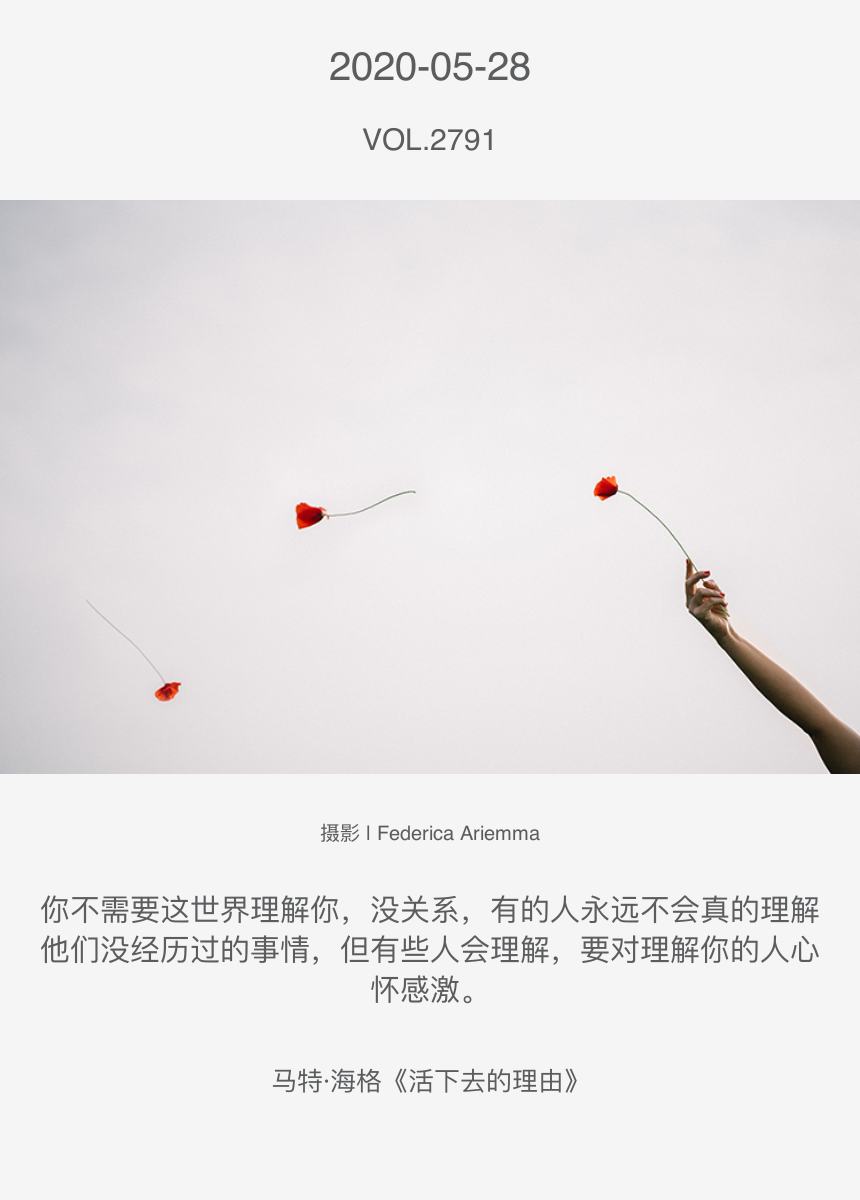 2020-05-28
VOL.2791
摄影 | Federica Ariemma
你不需要这世界理解你，没关系，有的人永远不会真的理解
他们没经历过的事情，但有些人会理解，要对理解你的人心
怀感激。
马特·海格《活下去的理由》